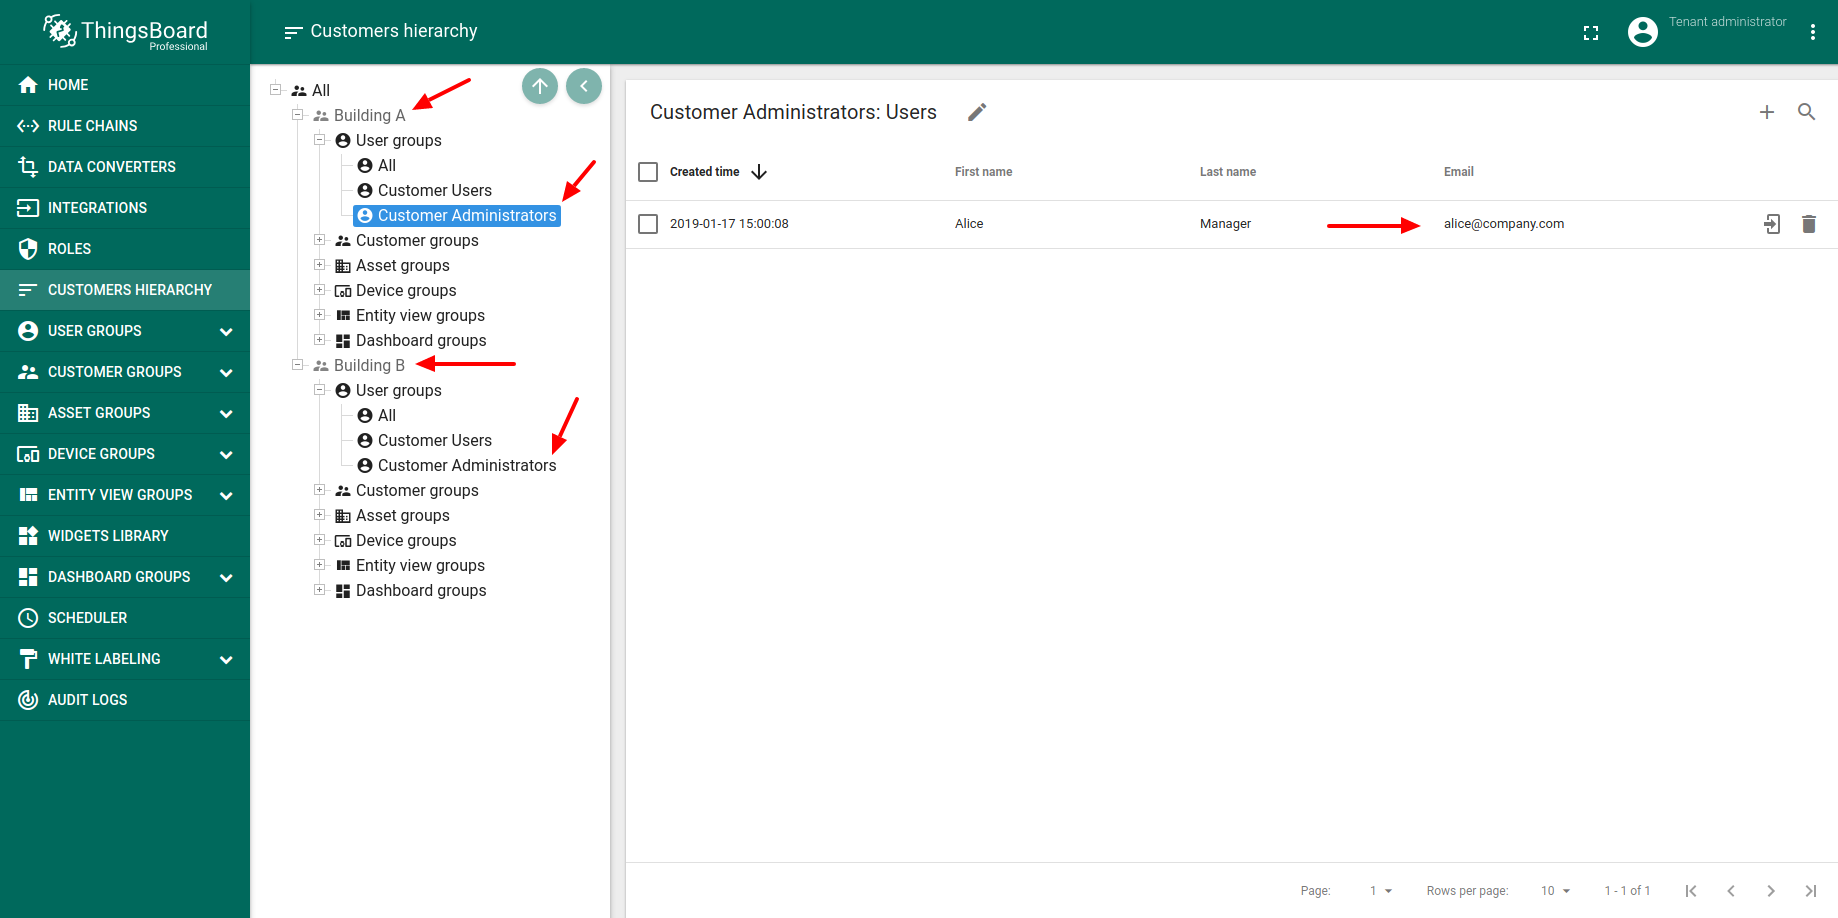 ThingsBoard
Professional
Customers hierarchy
Tenant administrator
HOME
RULE CHAINS
DATA CONVERTERS
INTEGRATIONS
ROLES
CUSTOMERS HIERARCHY
USER GROUPS
CUSTOMER GROUPS
ASSET GROUPS
DEVICE GROUPS
ENTITY VIEW GROUPS
WIDGETS LIBRARY
DASHBOARD GROUPS
SCHEDULER
WHITE LABELING
AUDIT LOGS
All
Building A
User groups
All
Customer Users
Customer Administrators
Customer groups
Asset groups
Device groups
Entity view groups
Dashboard groups
Building B
User groups
All
Customer Users
Customer Administrators
Customer groups
Asset groups
Device groups
Entity view groups
Dashboard groups
Customer Administrators: Users
Created time First name Last name Email
2019-01-17 15:00:08 Alice Manager alice@company.com
Page: 1 Rows per page: 10 1 - 1 of 1